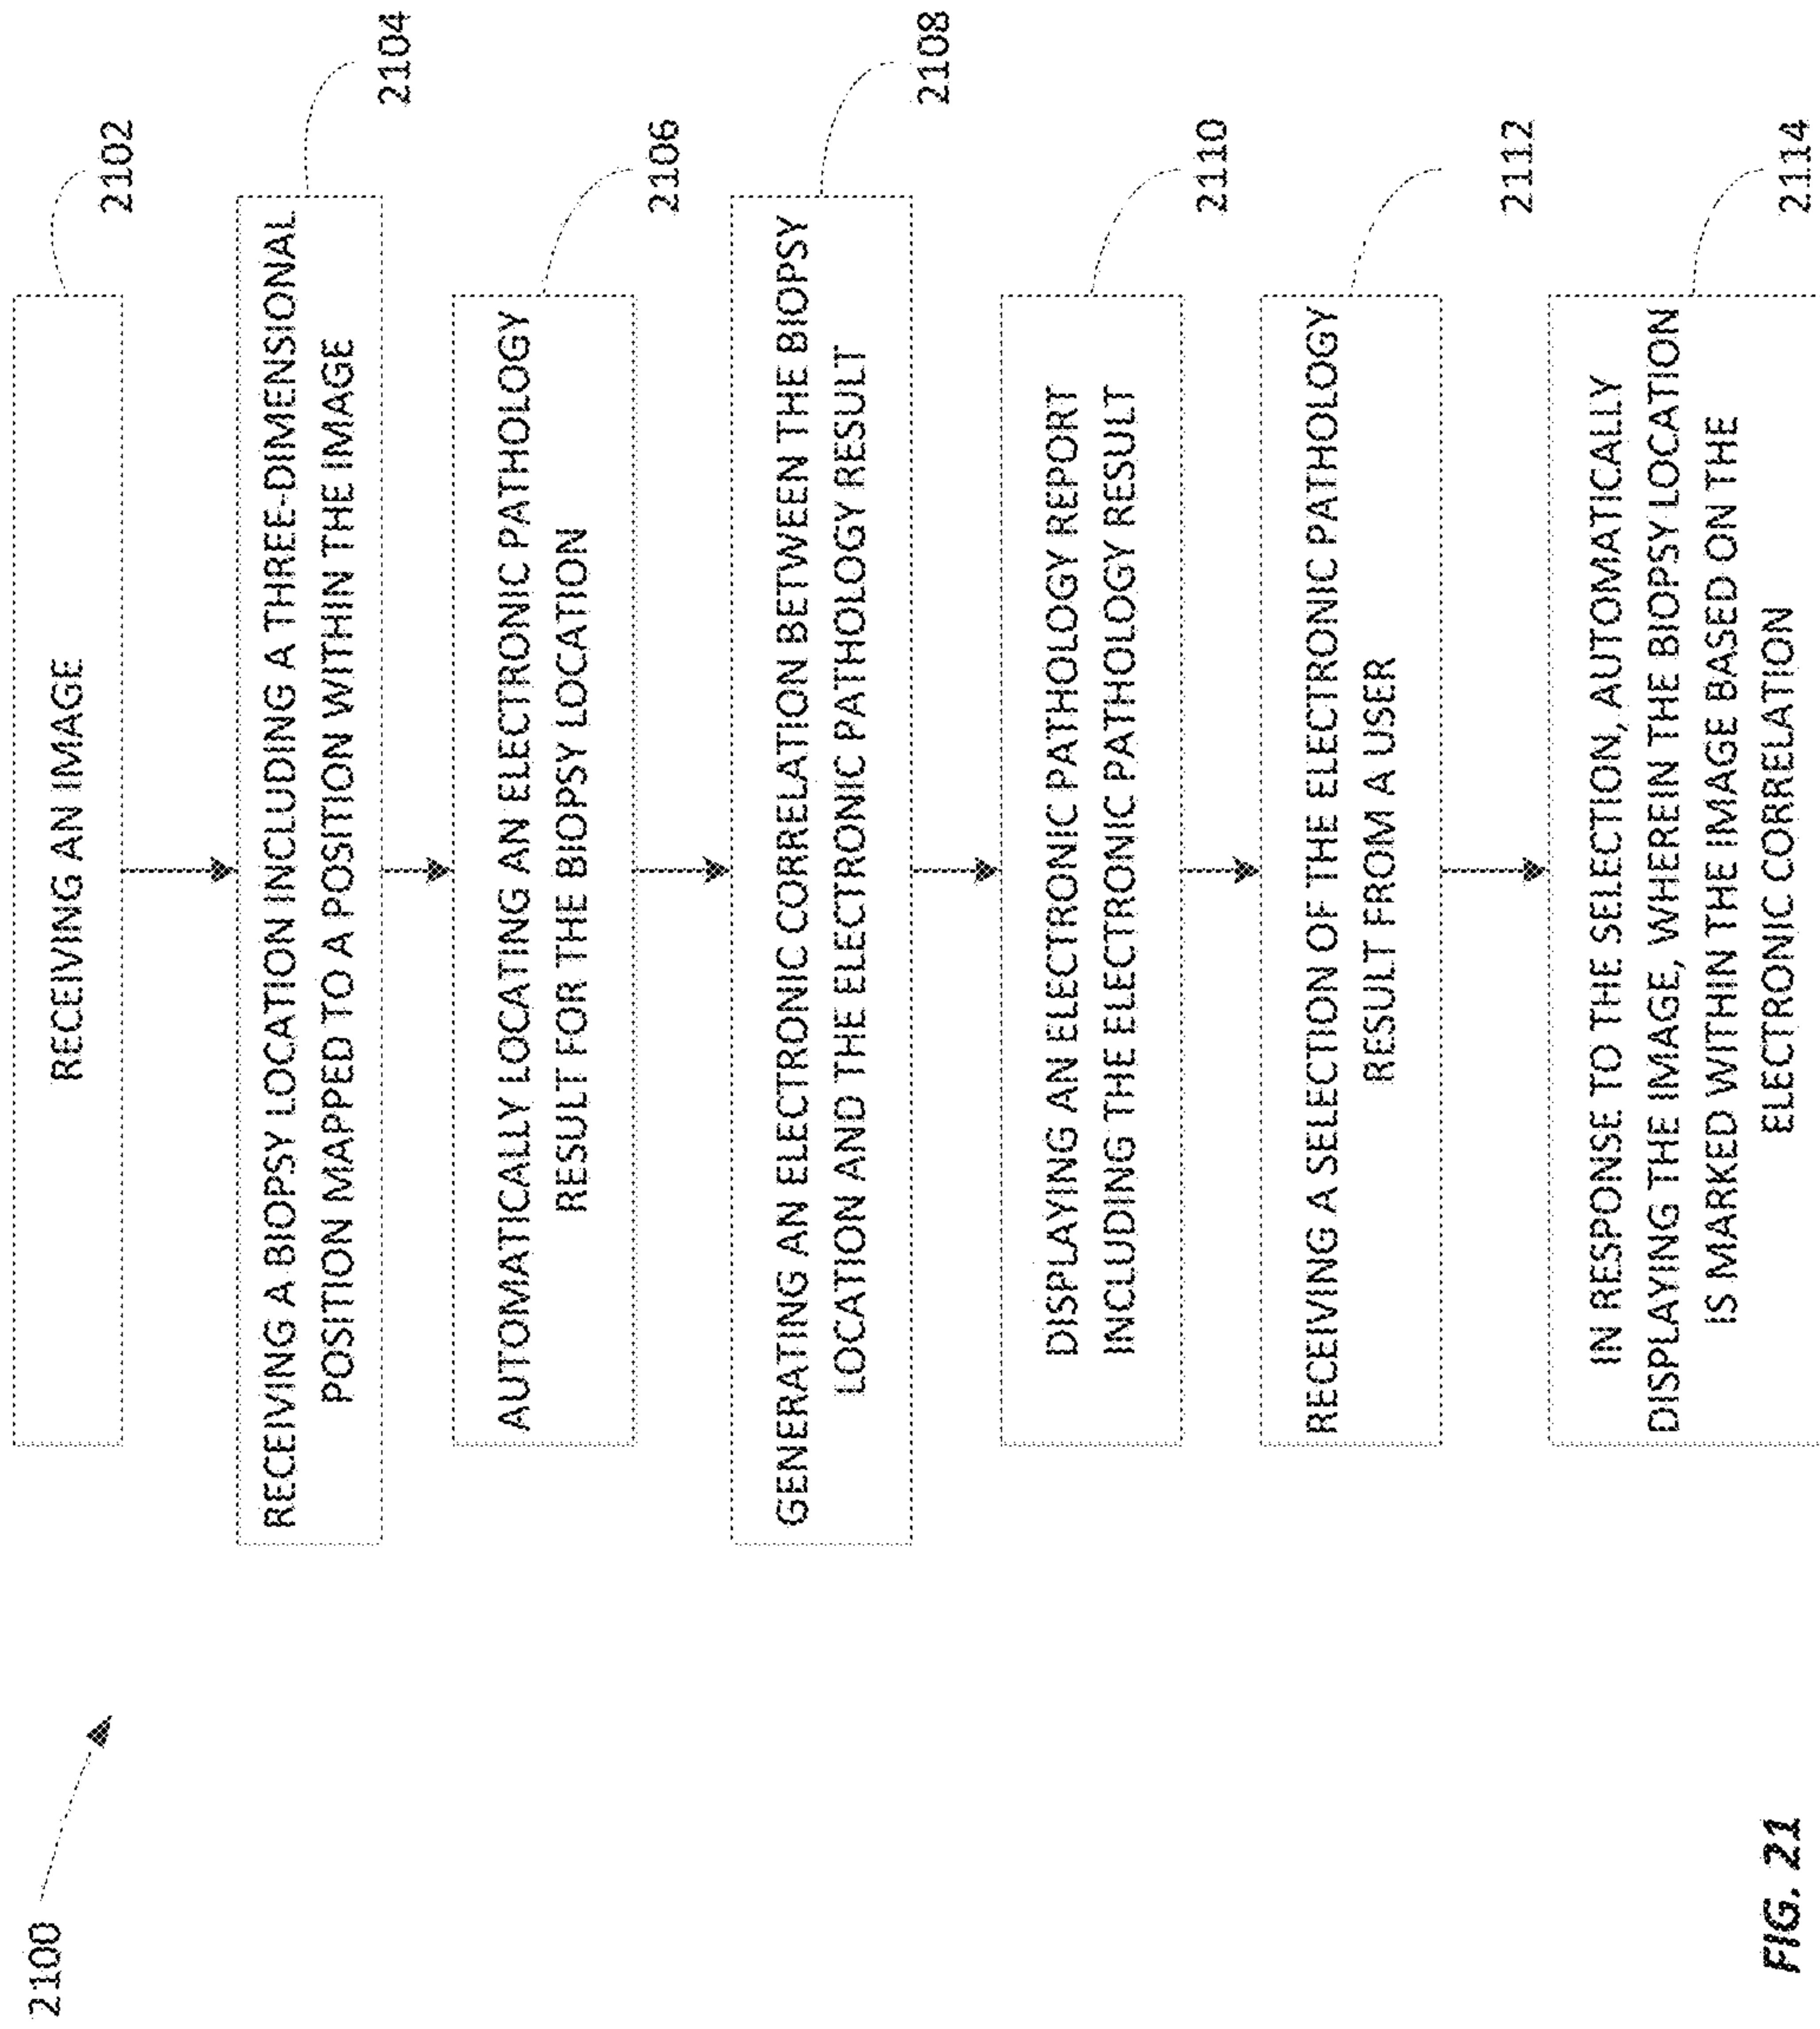 2100
RECEIVING AN IMAGE
2102
RECEIVING A BIOPSY LOCATION INCLUDING A THREE-DIMENSIONAL
POSITION MAPPED TO A POSITION WITHIN THE IMAGE
2104
AUTOMATICALLY LOCATING AN ELECTRONIC PATHOLOGY
RESULT FOR THE BIOPSY LOCATION
2106
GENERATING AN ELECTRONIC CORRELATION BETWEEN THE BIOPSY
LOCATION AND THE ELECTRONIC PATHOLOGY RESULT
2108
DISPLAYING AN ELECTRONIC PATHOLOGY REPORT
INCLUDING THE ELECTRONIC PATHOLOGY RESULT
2110
RECEIVING A SELECTION OF THE ELECTRONIC PATHOLOGY
RESULT FROM A USER
2112
IN RESPONSE TO THE SELECTION, AUTOMATICALLY
DISPLAYING THE IMAGE, WHEREIN THE BIOPSY LOCATION
IS MARKED WITHIN THE IMAGE BASED ON THE
ELECTRONIC CORRELATION
2114
FIG. 21